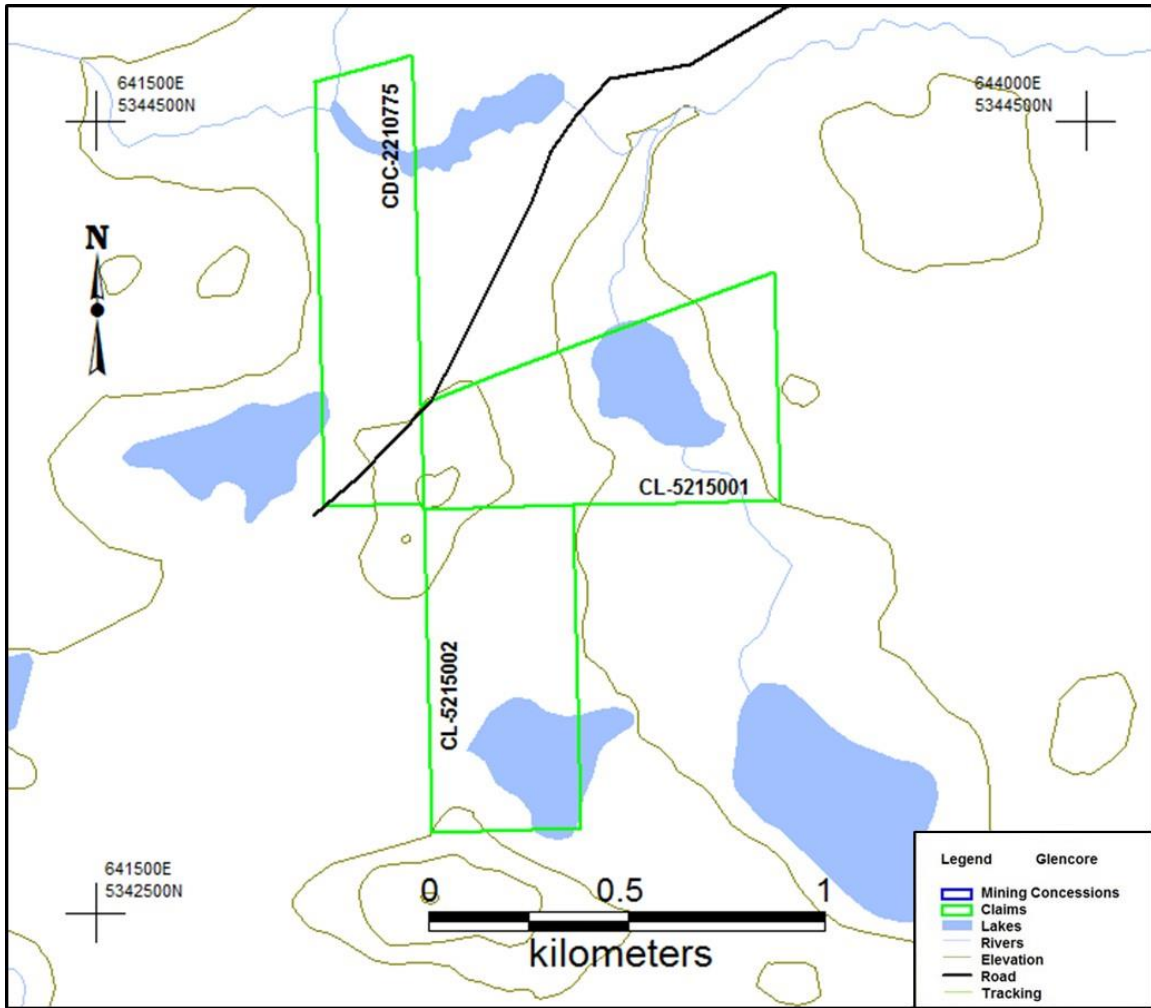 641500E
5344500N
644000E
5344500N
CDC-2210775
N
CL-5215001
CL-5215002
641500E
5342500N
0 0.5 1
kilometers
Legend Glencore
Mining Concessions
Claims
Lakes
Rivers
Elevation
Road
Tracking